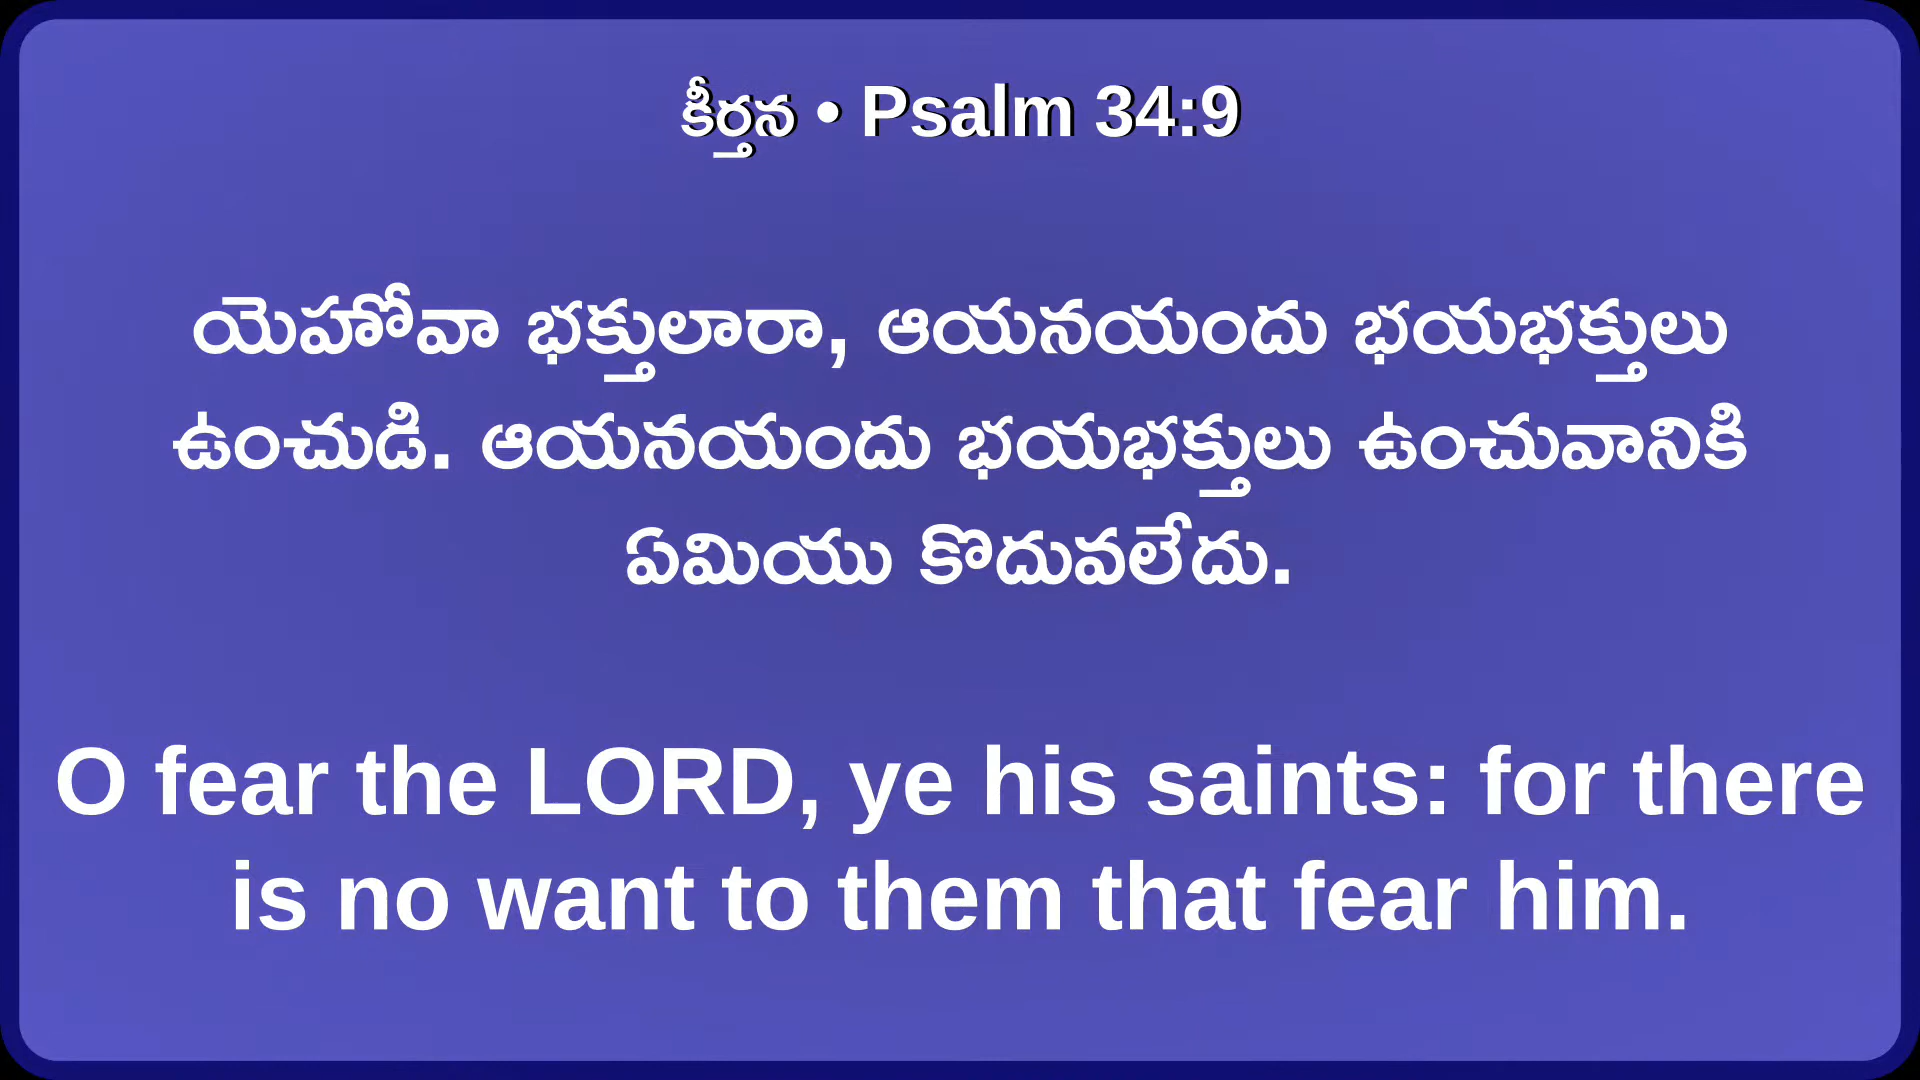 కీర్తన • Psalm 34:9
యెహోవా భక్తులారా, ఆయనయందు భయభక్తులు
ఉంచుడి. ఆయనయందు భయభక్తులు ఉంచువానికి
ఏమియు కొదువలేదు.
O fear the LORD, ye his saints: for there
is no want to them that fear him.